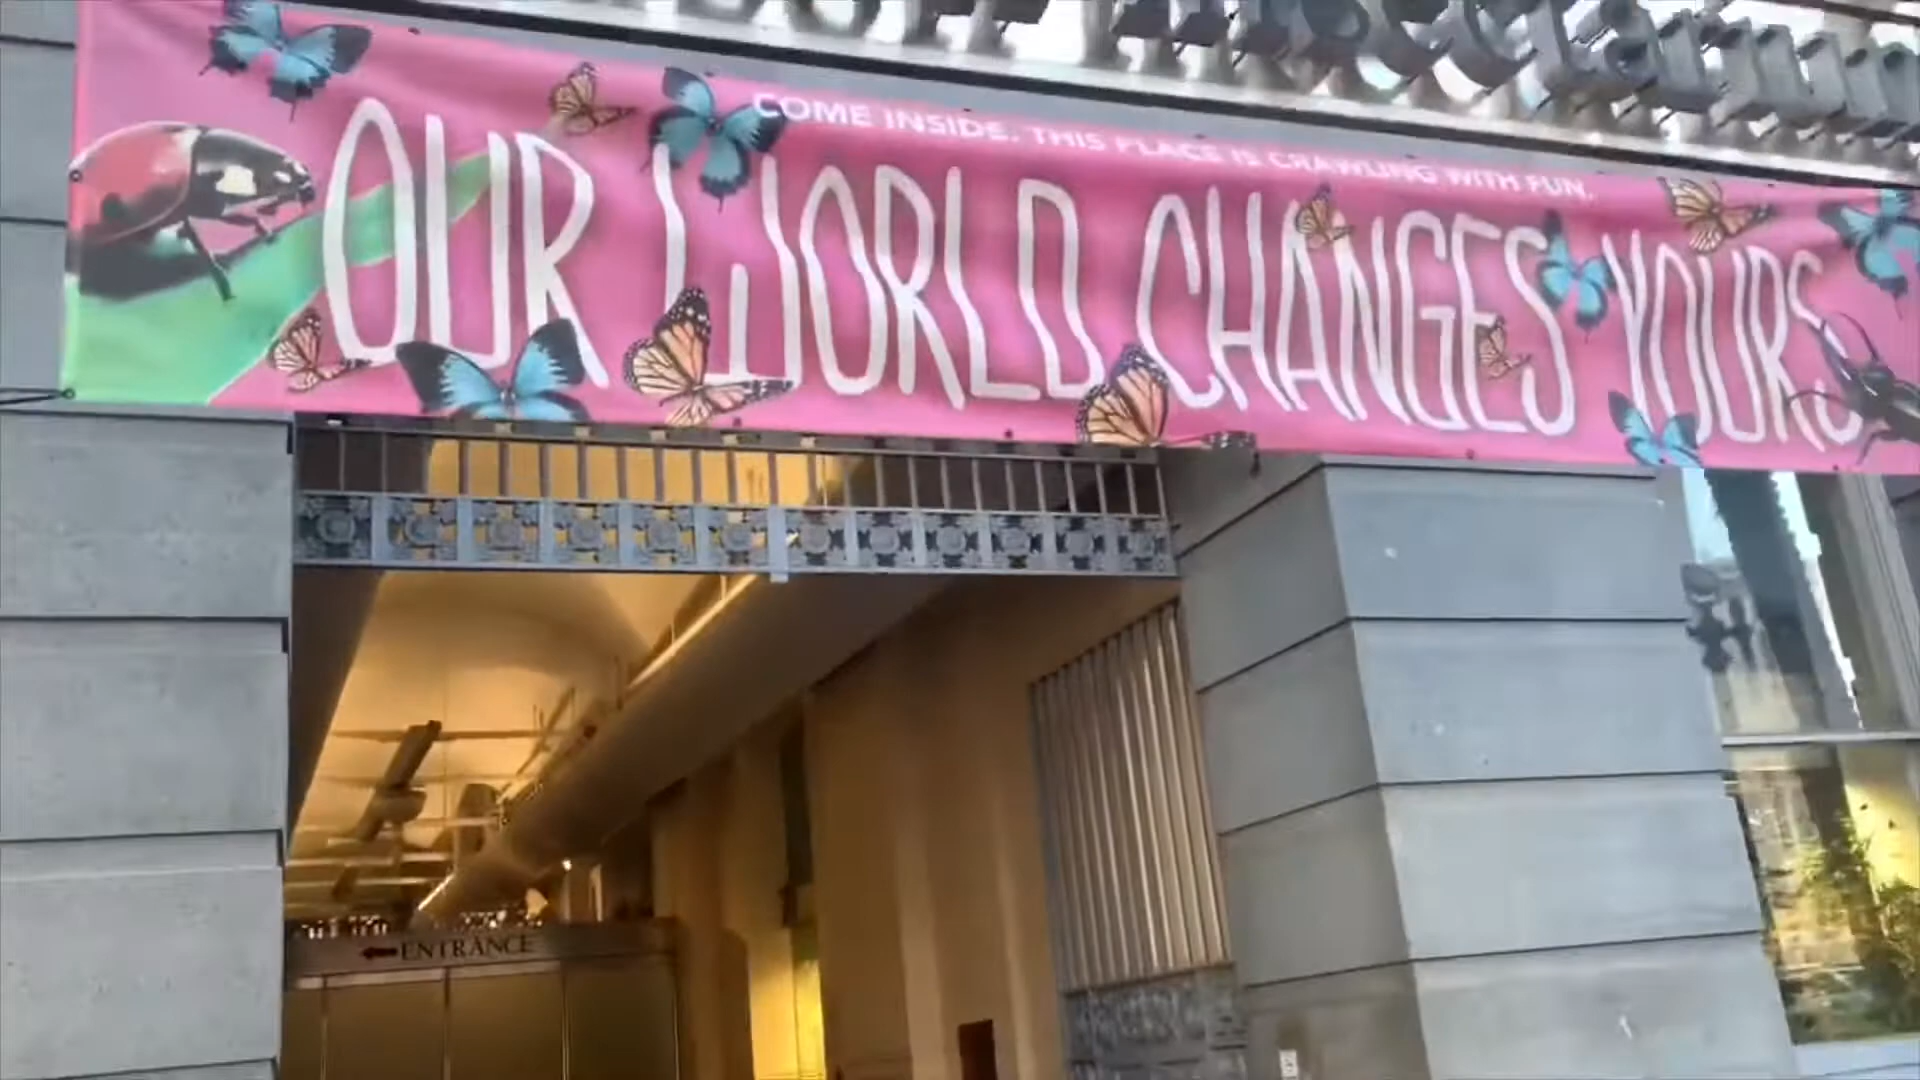 COME INSIDE. THIS PLACE IS CRAWLING WITH FUN.
OUR WORLD CHANGES YOURS
ENTRANCE